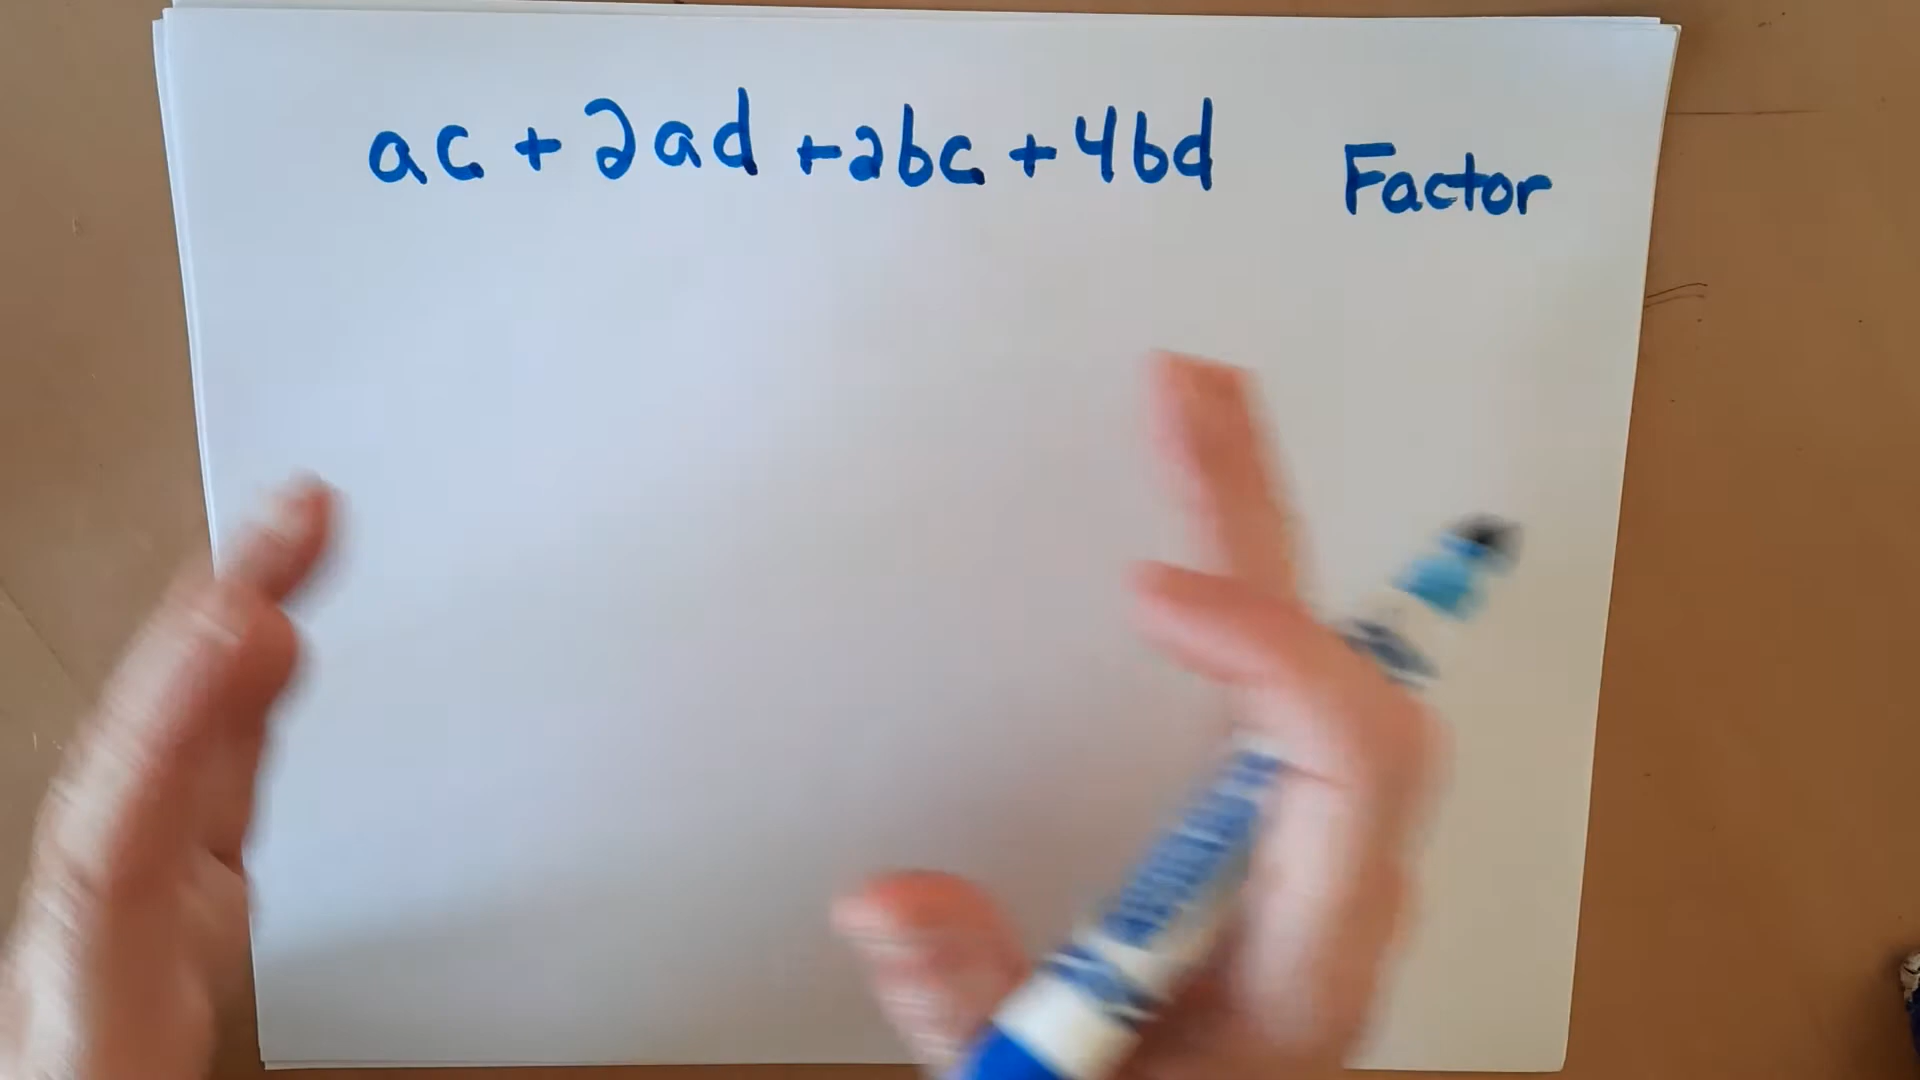 ac + 2ad + 2bc + 4bd Factor